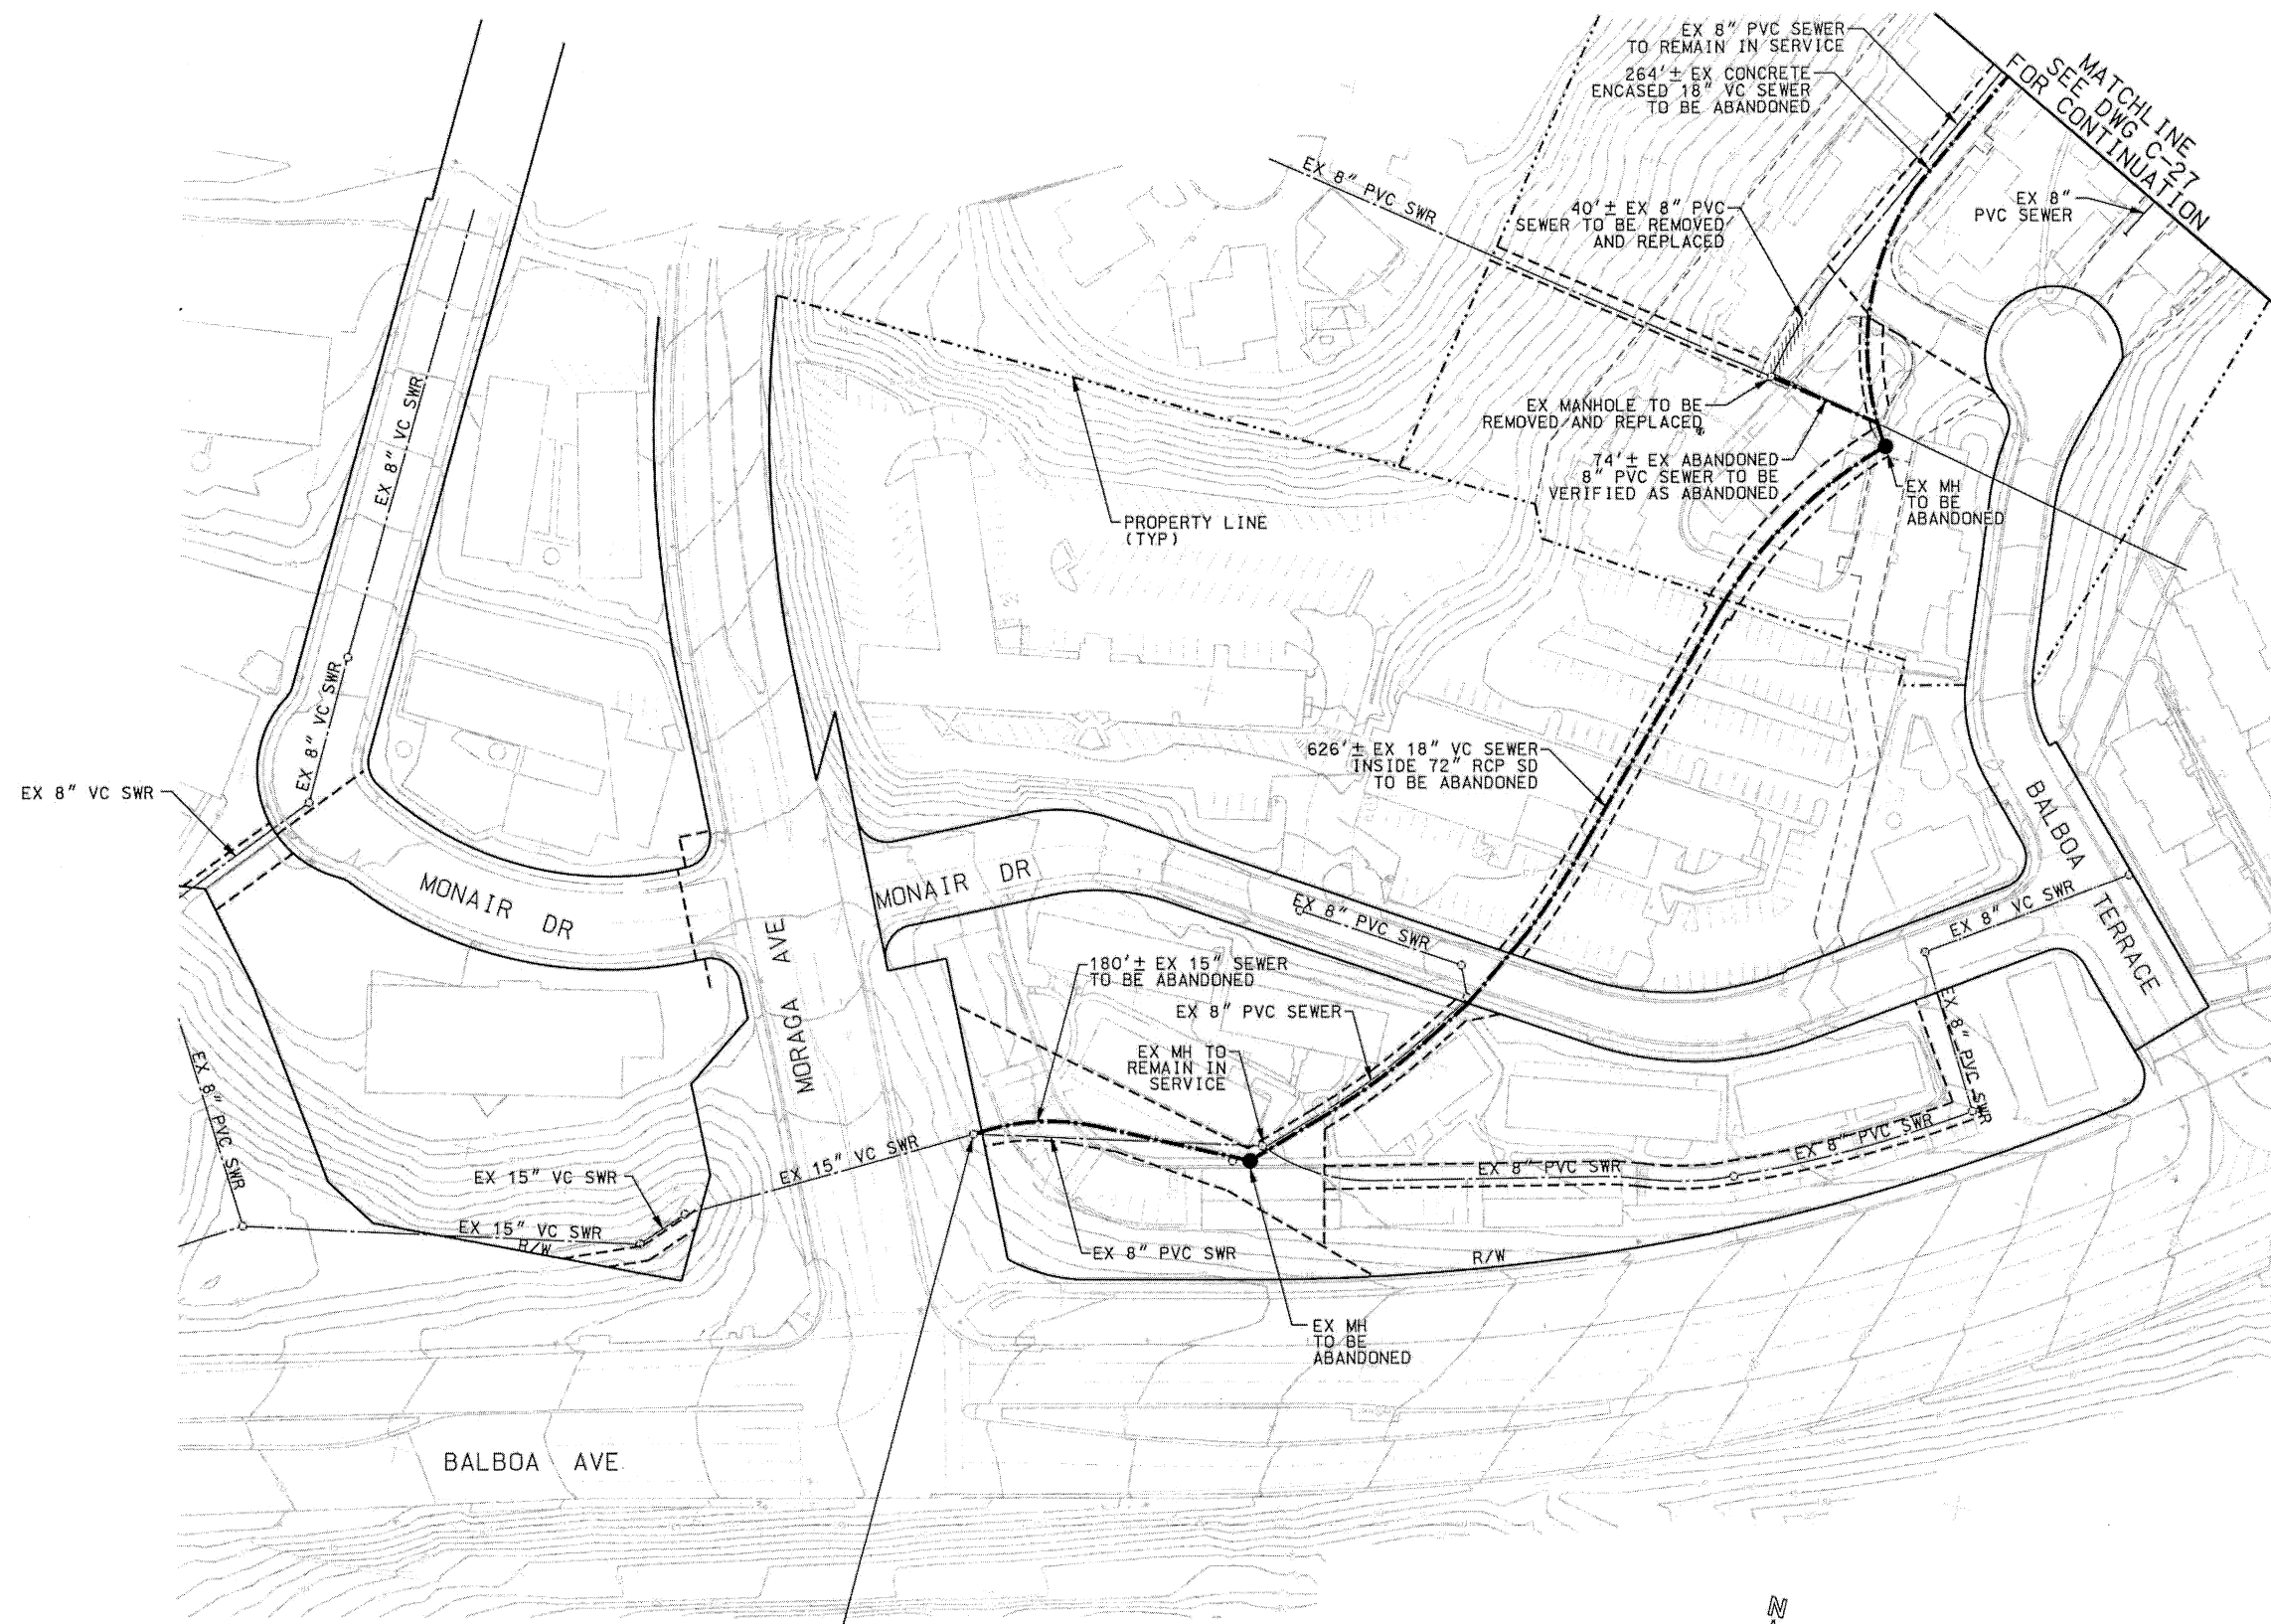 EX 8" PVC SEWER
TO REMAIN IN SERVICE
264'± EX CONCRETE
ENCASED 18" VC SEWER
TO BE ABANDONED
MATCHLINE
SEE DWG C-27
FOR CONTINUATION
EX 8" PVC SWR
40'± EX 8" PVC
SEWER TO BE REMOVED
AND REPLACED
EX 8"
PVC SEWER
EX 8" VC SWR
EX MANHOLE TO BE
REMOVED AND REPLACED
74'± EX ABANDONED
8" PVC SEWER TO BE
VERIFIED AS ABANDONED
EX MH
TO BE
ABANDONED
PROPERTY LINE
(TYP)
EX 8" VC SWR
626'± EX 18" VC SEWER
INSIDE 72" RCP SD
TO BE ABANDONED
EX 8" VC SWR
BALBOA TERRACE
MONAIR DR
MONAIR DR
EX 8" PVC SWR
EX 8" VC SWR
MORAGA AVE
180'± EX 15" SEWER
TO BE ABANDONED
EX 8" PVC SEWER
EX 8" PVC SWR
EX MH TO
REMAIN IN
SERVICE
EX 8" PVC SWR
EX 15" VC SWR
EX 15" VC SWR
EX 8" PVC SWR
EX 8" PVC SWR
EX 15" VC SWR
R/W
EX 8" PVC SWR
R/W
EX MH
TO BE
ABANDONED
BALBOA AVE
N